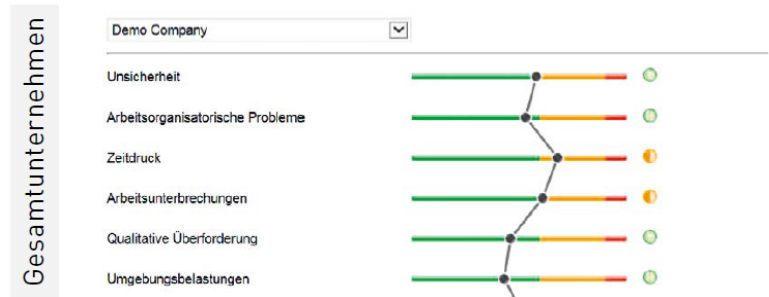 Gesamtunternehmen
Demo Company
Unsicherheit
Arbeitsorganisatorische Probleme
Zeitdruck
Arbeitsunterbrechungen
Qualitative Überforderung
Umgebungsbelastungen